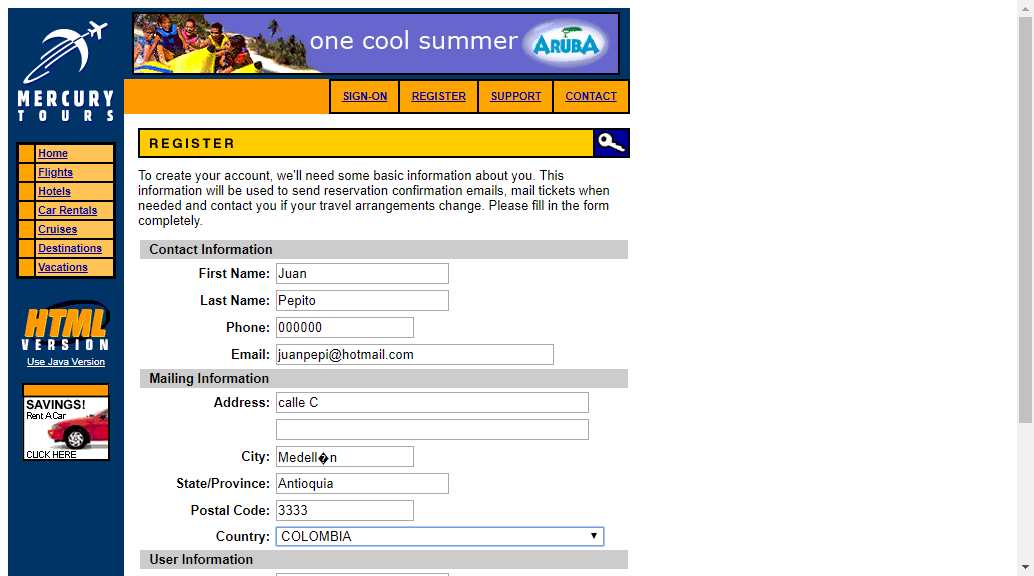 one cool summer ARUBA
MERCURY
TOURS
SIGN-ON REGISTER SUPPORT CONTACT
Home
Flights
Hotels
Car Rentals
Cruises
Destinations
Vacations
HTML
VERSION
Use Java Version
SAVINGS!
Rent A Car
CLICK HERE
REGISTER
To create your account, we'll need some basic information about you. This
information will be used to send reservation confirmation emails, mail tickets when
needed and contact you if your travel arrangements change. Please fill in the form
completely.
Contact Information
First Name: Juan
Last Name: Pepito
Phone: 000000
Email: juanpepi@hotmail.com
Mailing Information
Address: calle C
City: Medell�n
State/Province: Antioquia
Postal Code: 3333
Country: COLOMBIA
User Information